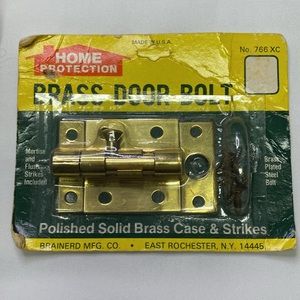 MADE IN U.S.A.
HOME
PROTECTION
No. 766 XC
BRASS DOOR BOLT
Mortise
and Flush
Strikes
Included
Brass
Plated
Steel
Bolt
Polished Solid Brass Case & Strikes
BRAINERD MFG. CO. • EAST ROCHESTER, N.Y. 14445